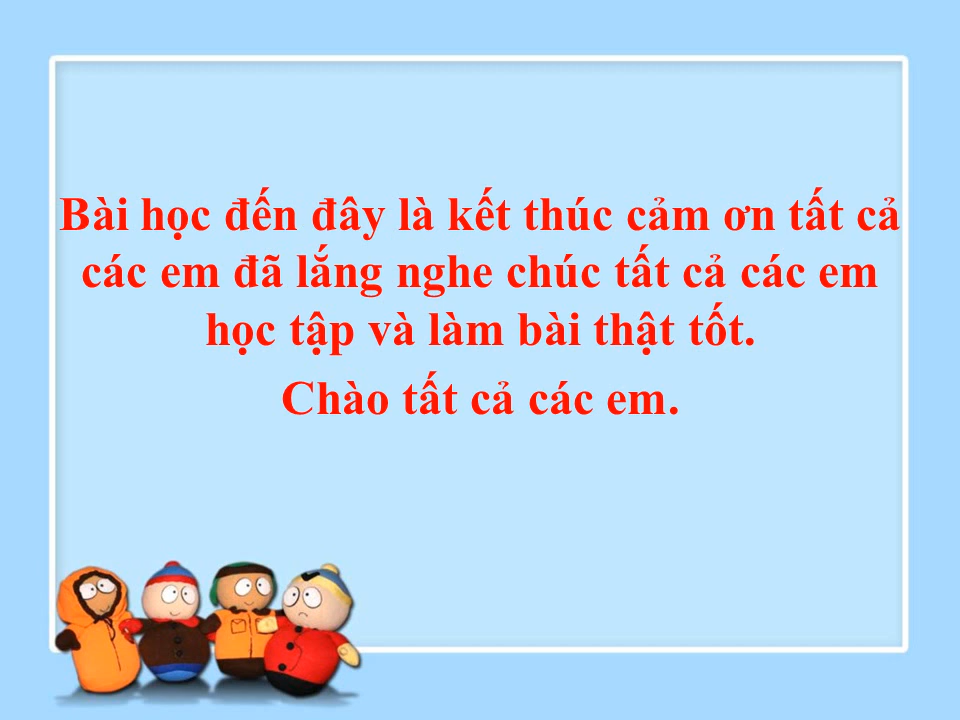 Bài học đến đây là kết thúc cảm ơn tất cả
các em đã lắng nghe chúc tất cả các em
học tập và làm bài thật tốt.
Chào tất cả các em.